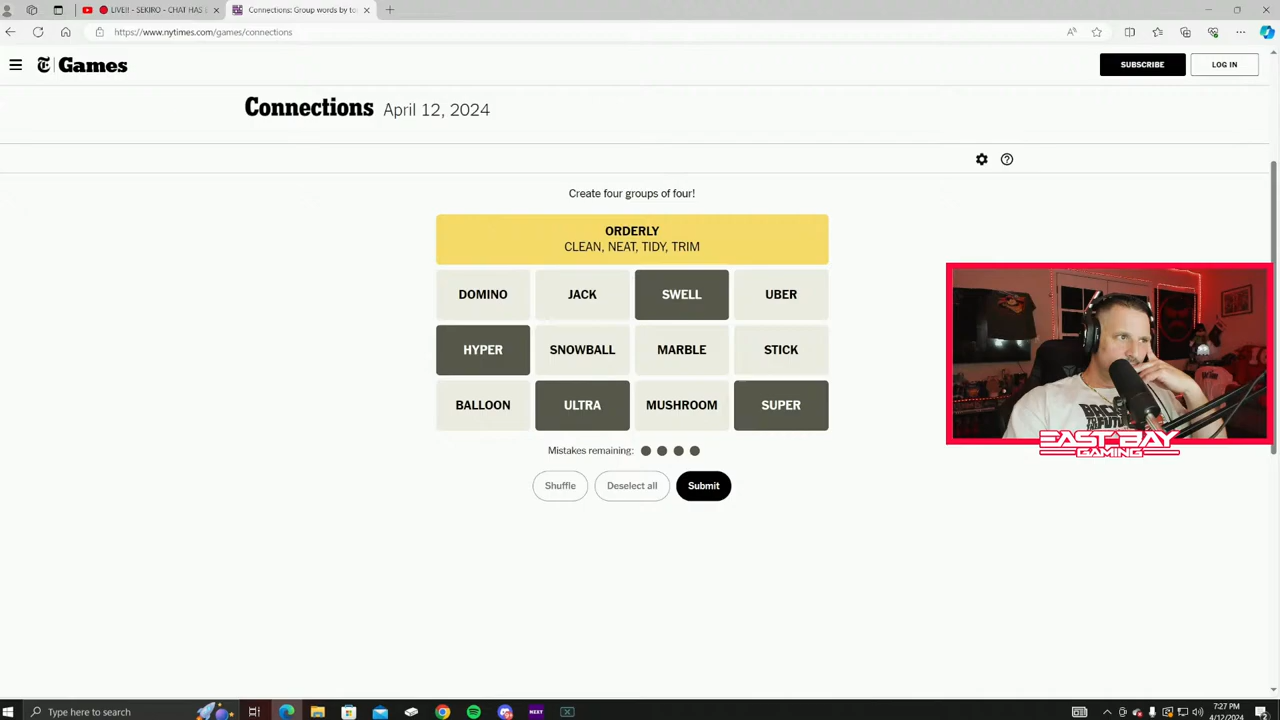 LIVE!! - SEKIRO - CHAT HAS
Connections: Group words by to
https://www.nytimes.com/games/connections
Games
SUBSCRIBE
LOG IN
Connections April 12, 2024
Create four groups of four!
ORDERLY
CLEAN, NEAT, TIDY, TRIM
DOMINO JACK SWELL UBER
HYPER SNOWBALL MARBLE STICK
BALLOON ULTRA MUSHROOM SUPER
Mistakes remaining:
Shuffle Deselect all Submit
EAST BAY
GAMING
Type here to search
7:27 PM
4/12/2024